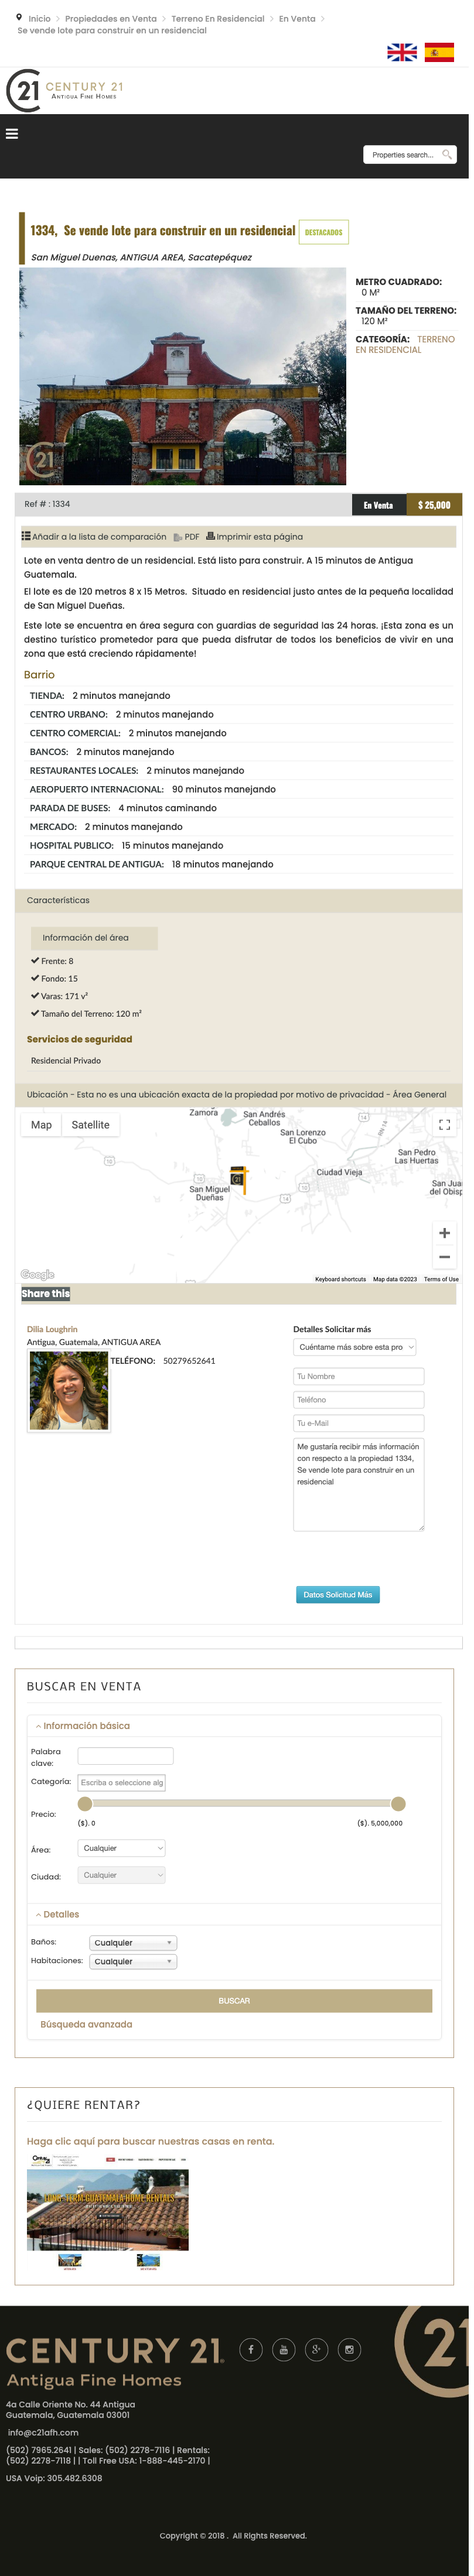 Inicio > Propiedades en Venta > Terreno En Residencial > En Venta >
Se vende lote para construir en un residencial
CENTURY 21
Antigua Fine Homes
Properties search...
1334, Se vende lote para construir en un residencial DESTACADOS
San Miguel Duenas, ANTIGUA AREA, Sacatepéquez
METRO CUADRADO:
0 M²
TAMAÑO DEL TERRENO:
120 M²
CATEGORÍA: TERRENO
EN RESIDENCIAL
Ref # : 1334
En Venta
$ 25,000
Añadir a la lista de comparación PDF Imprimir esta página
Lote en venta dentro de un residencial. Está listo para construir. A 15 minutos de Antigua
Guatemala.
El lote es de 120 metros 8 x 15 Metros. Situado en residencial justo antes de la pequeña localidad
de San Miguel Dueñas.
Este lote se encuentra en área segura con guardias de seguridad las 24 horas. ¡Esta zona es un
destino turístico prometedor para que pueda disfrutar de todos los beneficios de vivir en una
zona que está creciendo rápidamente!
Barrio
TIENDA: 2 minutos manejando
CENTRO URBANO: 2 minutos manejando
CENTRO COMERCIAL: 2 minutos manejando
BANCOS: 2 minutos manejando
RESTAURANTES LOCALES: 2 minutos manejando
AEROPUERTO INTERNACIONAL: 90 minutos manejando
PARADA DE BUSES: 4 minutos caminando
MERCADO: 2 minutos manejando
HOSPITAL PUBLICO: 15 minutos manejando
PARQUE CENTRAL DE ANTIGUA: 18 minutos manejando
Características
Información del área
Frente: 8
Fondo: 15
Varas: 171 v²
Tamaño del Terreno: 120 m²
Servicios de seguridad
Residencial Privado
Ubicación - Esta no es una ubicación exacta de la propiedad por motivo de privacidad - Área General
Map
Satellite
Zamora
San Andrés
Ceballos
San Lorenzo
El Cubo
San Pedro
Las Huertas
Ciudad Vieja
San Miguel
Dueñas
San Jua
del Obisp
10
10
10
14
14
RN-14
21
Google
Keyboard shortcuts Map data ©2023 Terms of Use
Share this
Dilia Loughrin
Antigua, Guatemala, ANTIGUA AREA
TELÉFONO: 50279652641
Detalles Solicitar más
Cuéntame más sobre esta pro
Tu Nombre
Teléfono
Tu e-Mail
Me gustaría recibir más información
con respecto a la propiedad 1334,
Se vende lote para construir en un
residencial
Datos Solicitud Más
BUSCAR EN VENTA
Información básica
Palabra
clave:
Categoría: Escriba o seleccione alg
Precio:
($). 0
($). 5,000,000
Área: Cualquier
Ciudad: Cualquier
Detalles
Baños: Cualquier
Habitaciones: Cualquier
BUSCAR
Búsqueda avanzada
¿QUIERE RENTAR?
Haga clic aquí para buscar nuestras casas en renta.
LONG-TERM GUATEMALA HOME RENTALS
CENTURY 21
Antigua Fine Homes
21
4a Calle Oriente No. 44 Antigua
Guatemala, Guatemala 03001
info@c21afh.com
(502) 7965.2641 | Sales: (502) 2278-7116 | Rentals:
(502) 2278-7118 | | Toll Free USA: 1-888-445-2170 |
USA Voip: 305.482.6308
Copyright © 2018 . All Rights Reserved.